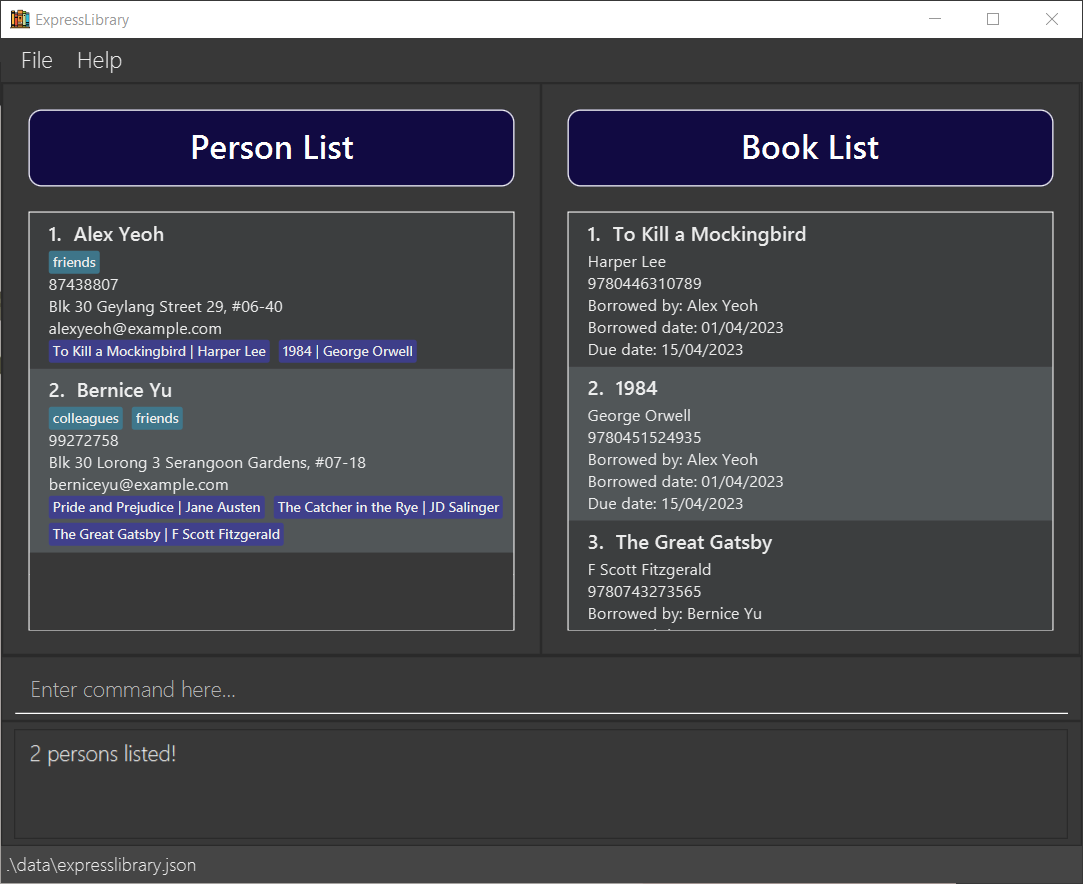 ExpressLibrary
File Help
Person List
1. Alex Yeoh
friends
87438807
Blk 30 Geylang Street 29, #06-40
alexyeoh@example.com
To Kill a Mockingbird | Harper Lee 1984 | George Orwell
2. Bernice Yu
colleagues friends
99272758
Blk 30 Lorong 3 Serangoon Gardens, #07-18
berniceyu@example.com
Pride and Prejudice | Jane Austen The Catcher in the Rye | JD Salinger
The Great Gatsby | F Scott Fitzgerald
Book List
1. To Kill a Mockingbird
Harper Lee
9780446310789
Borrowed by: Alex Yeoh
Borrowed date: 01/04/2023
Due date: 15/04/2023
2. 1984
George Orwell
9780451524935
Borrowed by: Alex Yeoh
Borrowed date: 01/04/2023
Due date: 15/04/2023
3. The Great Gatsby
F Scott Fitzgerald
9780743273565
Borrowed by: Bernice Yu
Enter command here...
2 persons listed!
.\data\expresslibrary.json